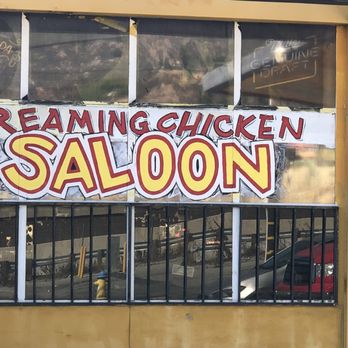 REAMING CHICKEN
SALOON
GENUINE
DRAFT